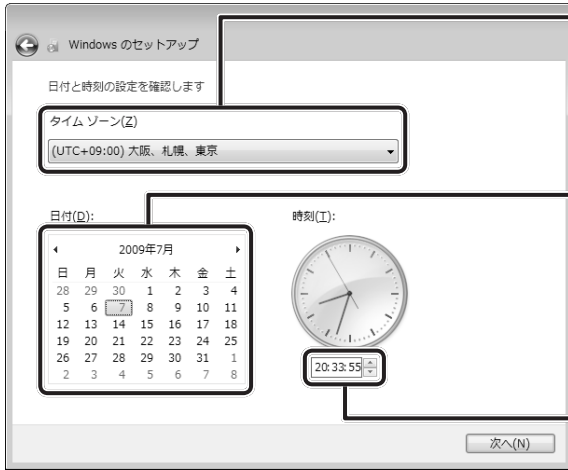 Windows のセットアップ
日付と時刻の設定を確認します
タイム ゾーン(Z)
(UTC+09:00) 大阪、札幌、東京
日付(D):
時刻(T):
2009年7月
日 月 火 水 木 金 土
28 29 30 1 2 3 4
5 6 7 8 9 10 11
12 13 14 15 16 17 18
19 20 21 22 23 24 25
26 27 28 29 30 31 1
2 3 4 5 6 7 8
20:33:55
次へ(N)